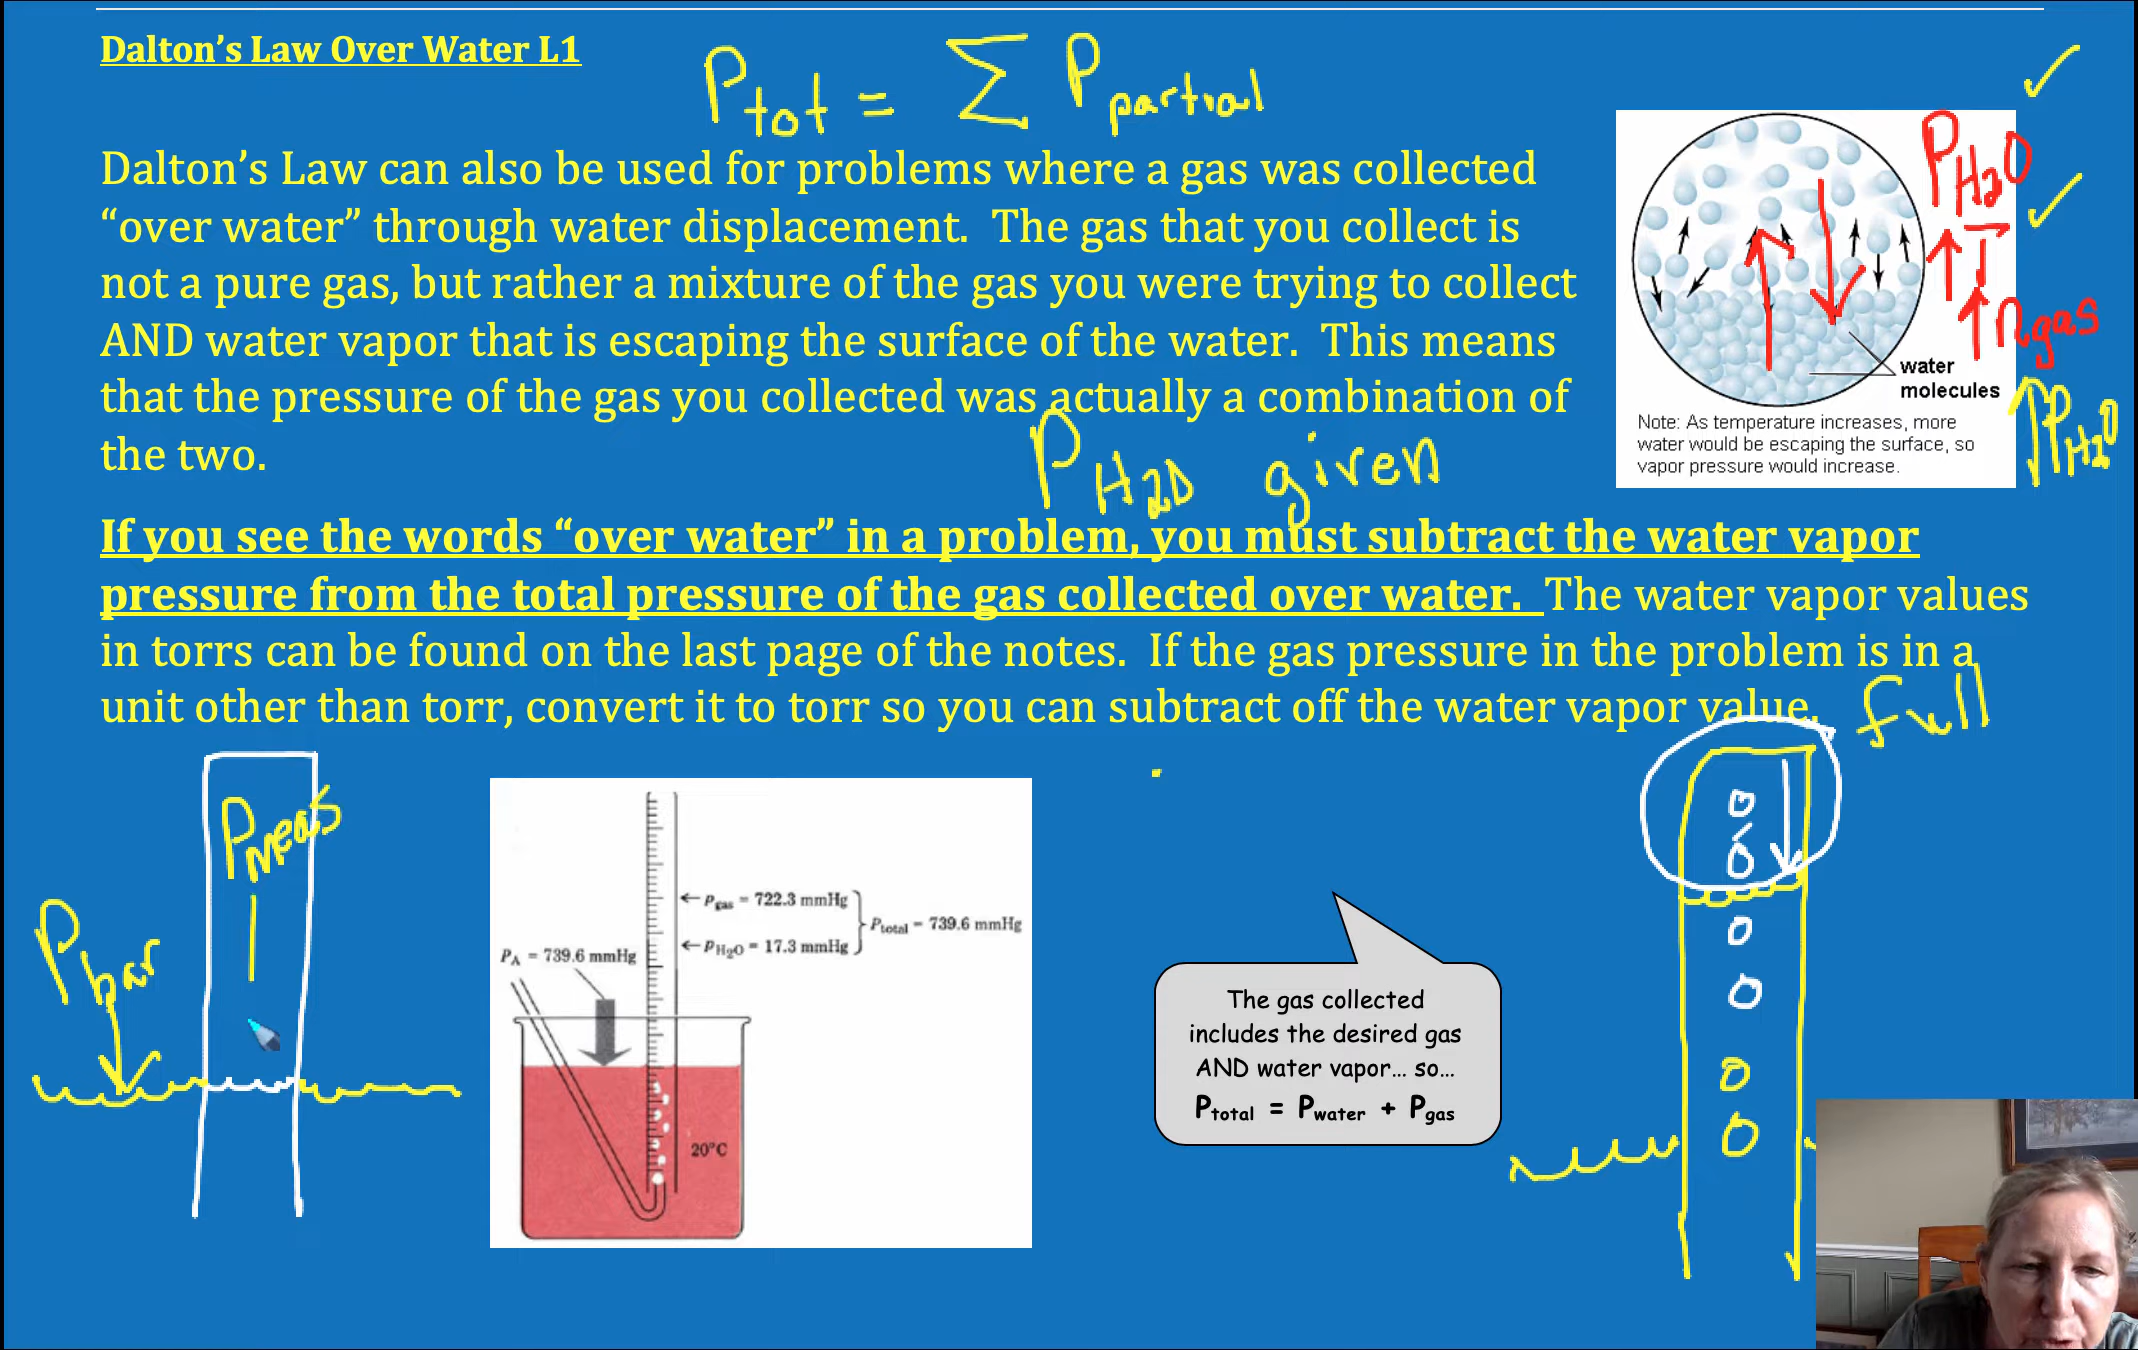 Dalton’s Law Over Water L1
Ptot = Σ Ppartial
Dalton’s Law can also be used for problems where a gas was collected
“over water” through water displacement. The gas that you collect is
not a pure gas, but rather a mixture of the gas you were trying to collect
AND water vapor that is escaping the surface of the water. This means
that the pressure of the gas you collected was actually a combination of
the two.
PH2O
↑T
↑ngas
↑PH2O
water
molecules
Note: As temperature increases, more
water would be escaping the surface, so
vapor pressure would increase.
PH2O given
If you see the words “over water” in a problem, you must subtract the water vapor
pressure from the total pressure of the gas collected over water. The water vapor values
in torrs can be found on the last page of the notes. If the gas pressure in the problem is in a
unit other than torr, convert it to torr so you can subtract off the water vapor value.
full
Pmeas
Pbar
←Pgas = 722.3 mmHg
Ptotal = 739.6 mmHg
←PH2O = 17.3 mmHg
PA = 739.6 mmHg
20°C
The gas collected
includes the desired gas
AND water vapor… so…
Ptotal = Pwater + Pgas